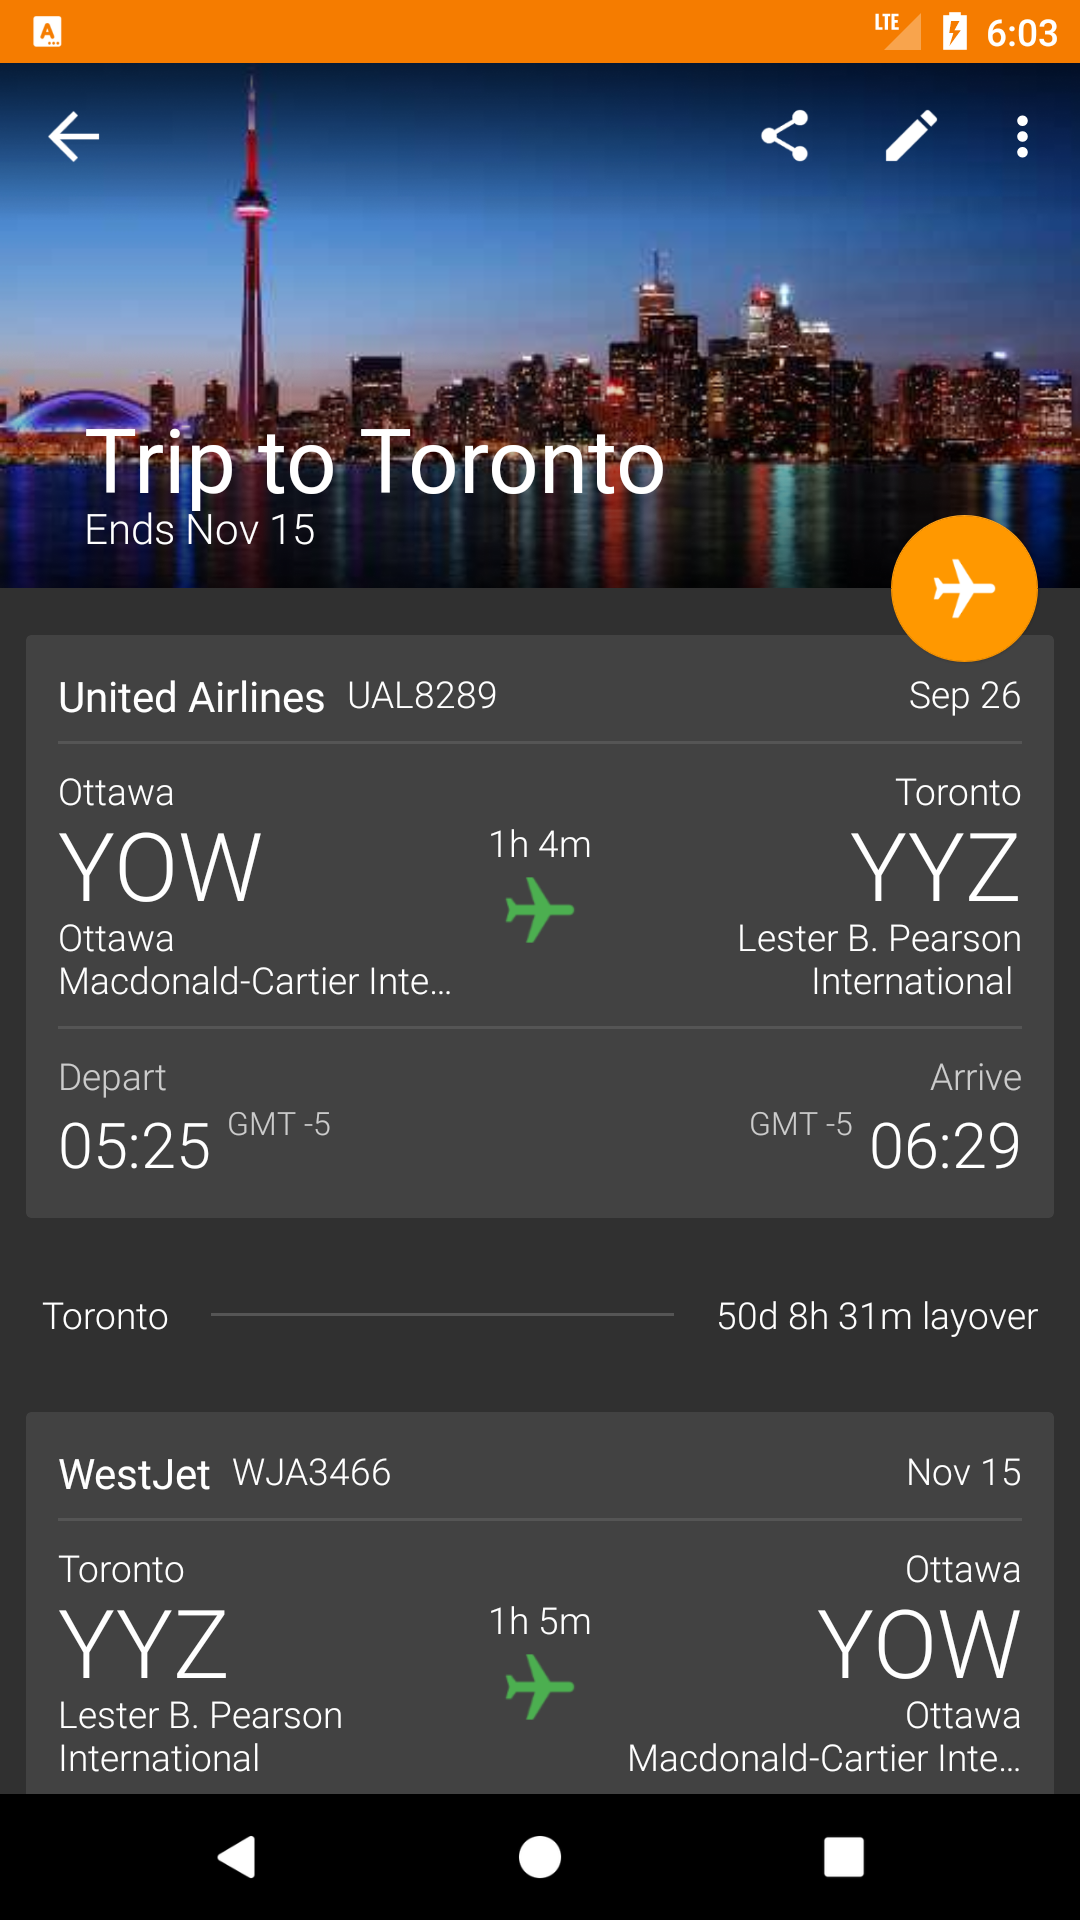 LTE 6:03
Trip to Toronto
Ends Nov 15
United Airlines UAL8289 Sep 26
Ottawa Toronto
YOW 1h 4m YYZ
Ottawa Lester B. Pearson
Macdonald-Cartier Inte... International
Depart Arrive
05:25 GMT -5 GMT -5 06:29
Toronto 50d 8h 31m layover
WestJet WJA3466 Nov 15
Toronto Ottawa
YYZ 1h 5m YOW
Lester B. Pearson Ottawa
International Macdonald-Cartier Inte...